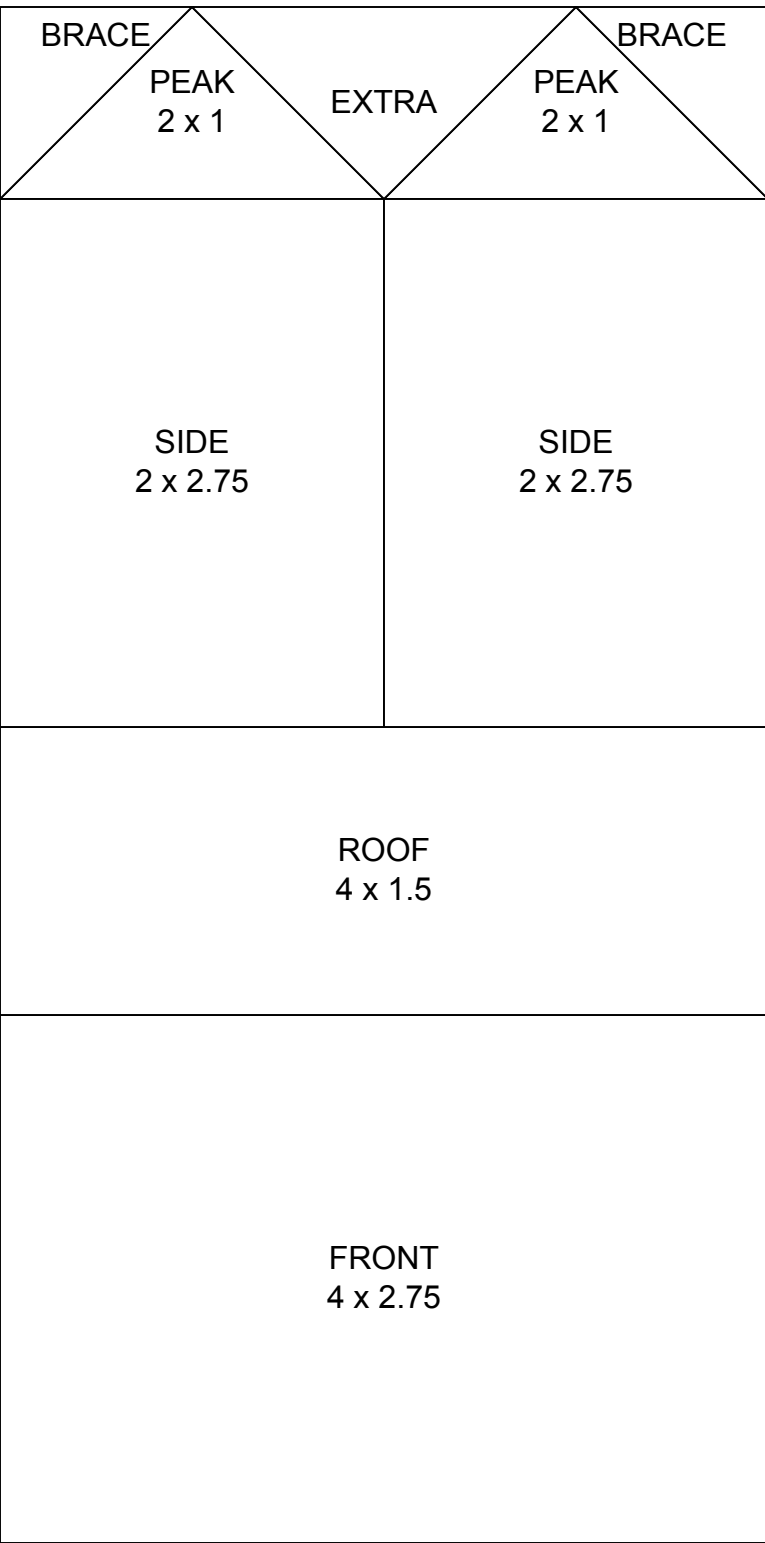 BRACE
PEAK
2 x 1
EXTRA
PEAK
2 x 1
BRACE
SIDE
2 x 2.75
SIDE
2 x 2.75
ROOF
4 x 1.5
FRONT
4 x 2.75